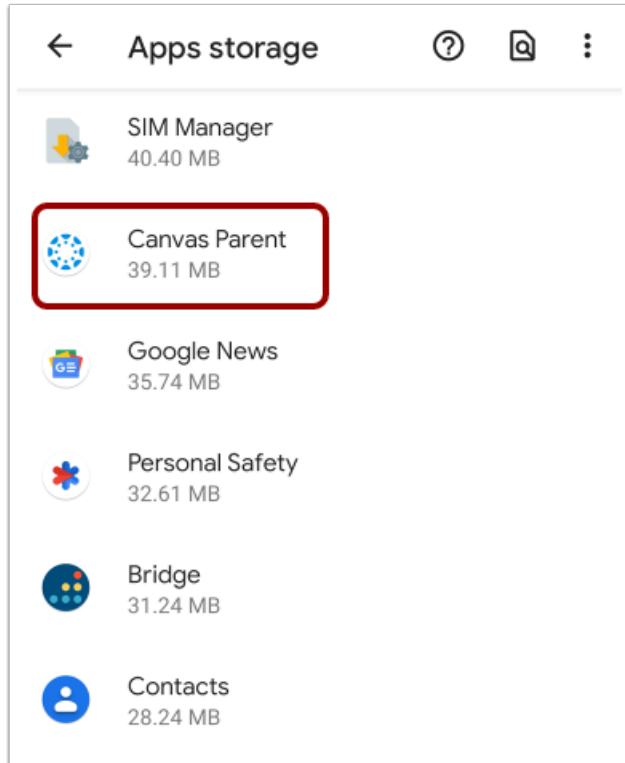 Apps storage
SIM Manager
40.40 MB
Canvas Parent
39.11 MB
Google News
35.74 MB
Personal Safety
32.61 MB
Bridge
31.24 MB
Contacts
28.24 MB